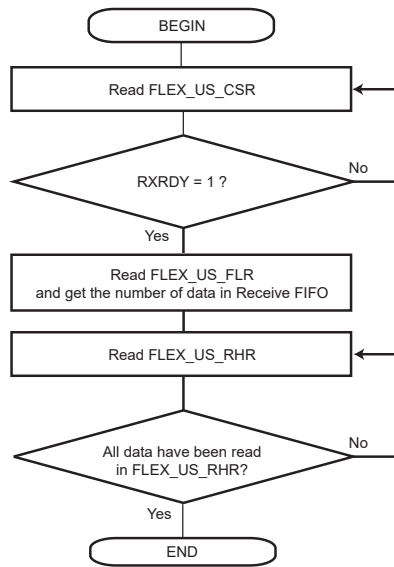 BEGIN
Read FLEX_US_CSR
RXRDY = 1 ?
No
Yes
Read FLEX_US_FLR
and get the number of data in Receive FIFO
Read FLEX_US_RHR
All data have been read
in FLEX_US_RHR?
No
Yes
END